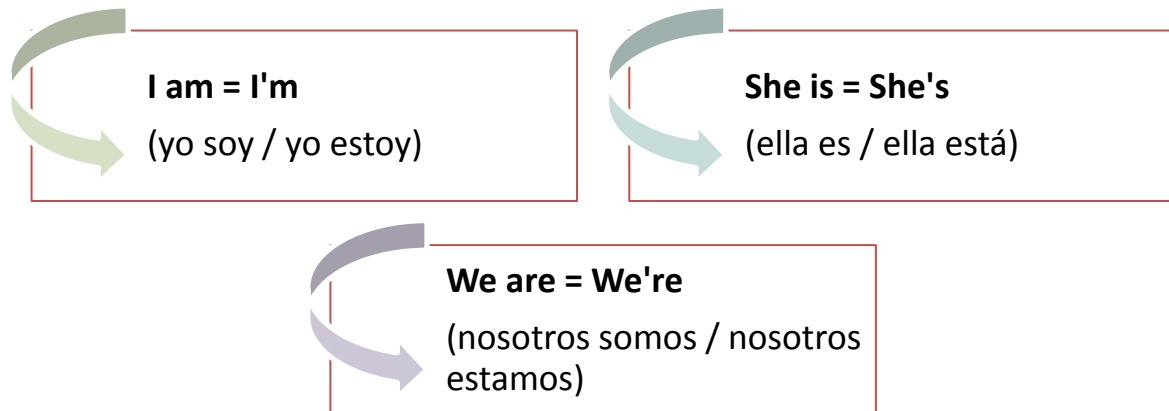 I am = I'm
(yo soy / yo estoy)
She is = She's
(ella es / ella está)
We are = We're
(nosotros somos / nosotros
estamos)